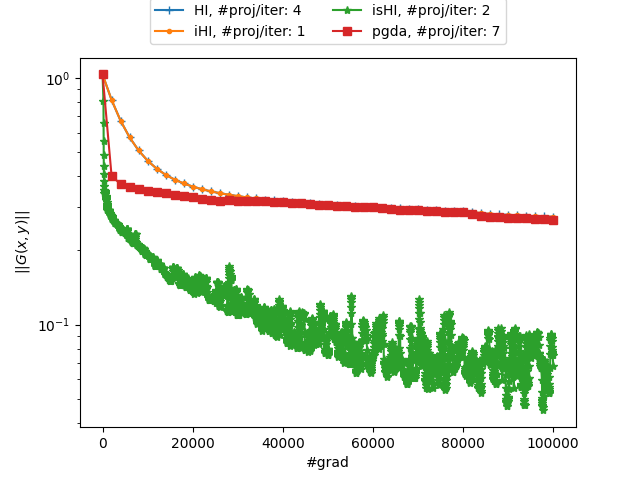 HI, #proj/iter: 4
iHI, #proj/iter: 1
isHI, #proj/iter: 2
pgda, #proj/iter: 7
10⁰
10⁻¹
||G(x, y)||
0 20000 40000 60000 80000 100000
#grad